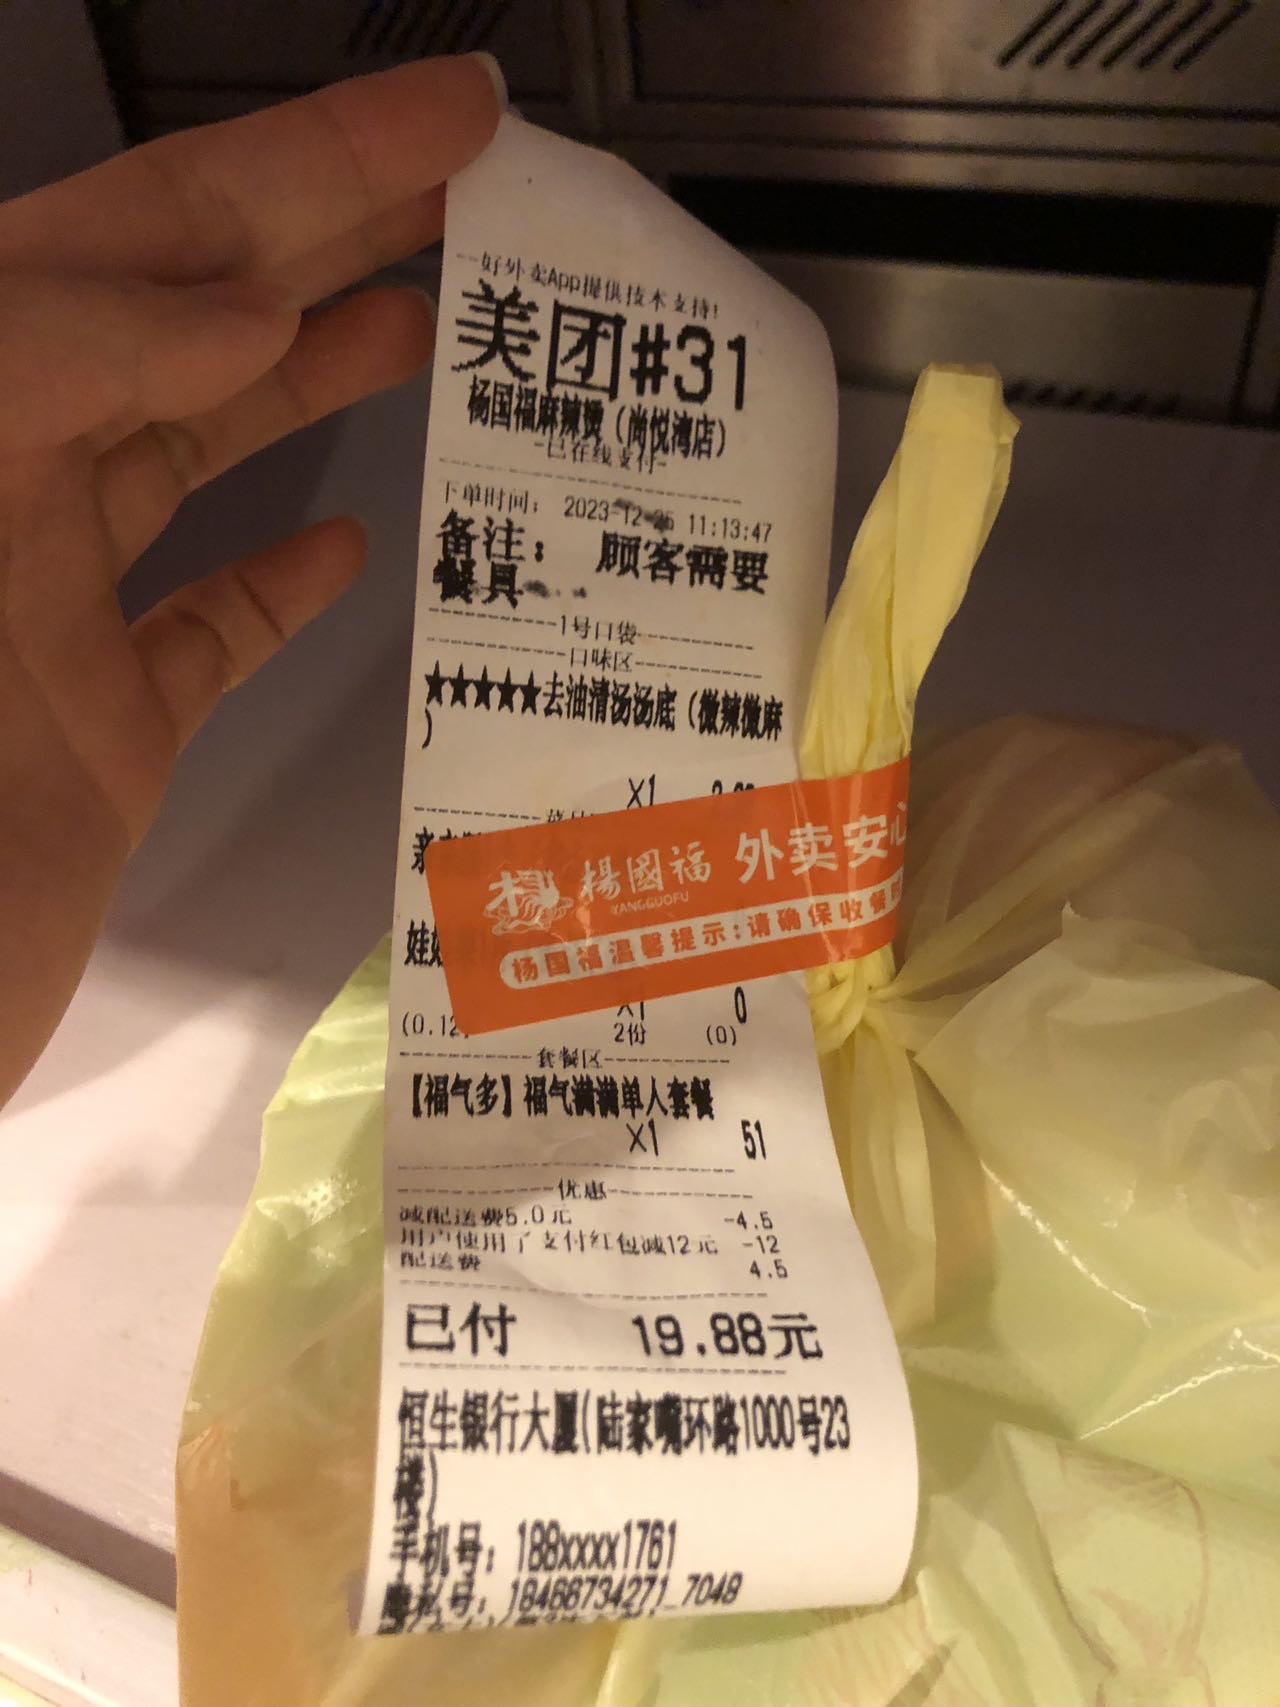 好外卖App提供技术支持!
美团#31
杨国福麻辣烫（尚悦湾店）
-已在线支付-
下单时间： 2023-12-25 11:13:47
备注： 顾客需要
餐具
1号口袋
口味区
★★★★★去油清汤汤底（微辣微麻
）
X1
楊國福 外卖安心
YANGGUOFU
杨国福温馨提示:请确保收餐
娃娃
X1 0
(0.12 2份 (0)
套餐区
【福气多】福气满满单人套餐
X1 51
优惠
减配送费5.0元 -4.5
用户使用了支付红包减12元 -12
配送费 4.5
已付 19.88元
恒生银行大厦(陆家嘴环路1000号23
楼)
手机号：188xxxx1761
隐私号：18466734271_7048